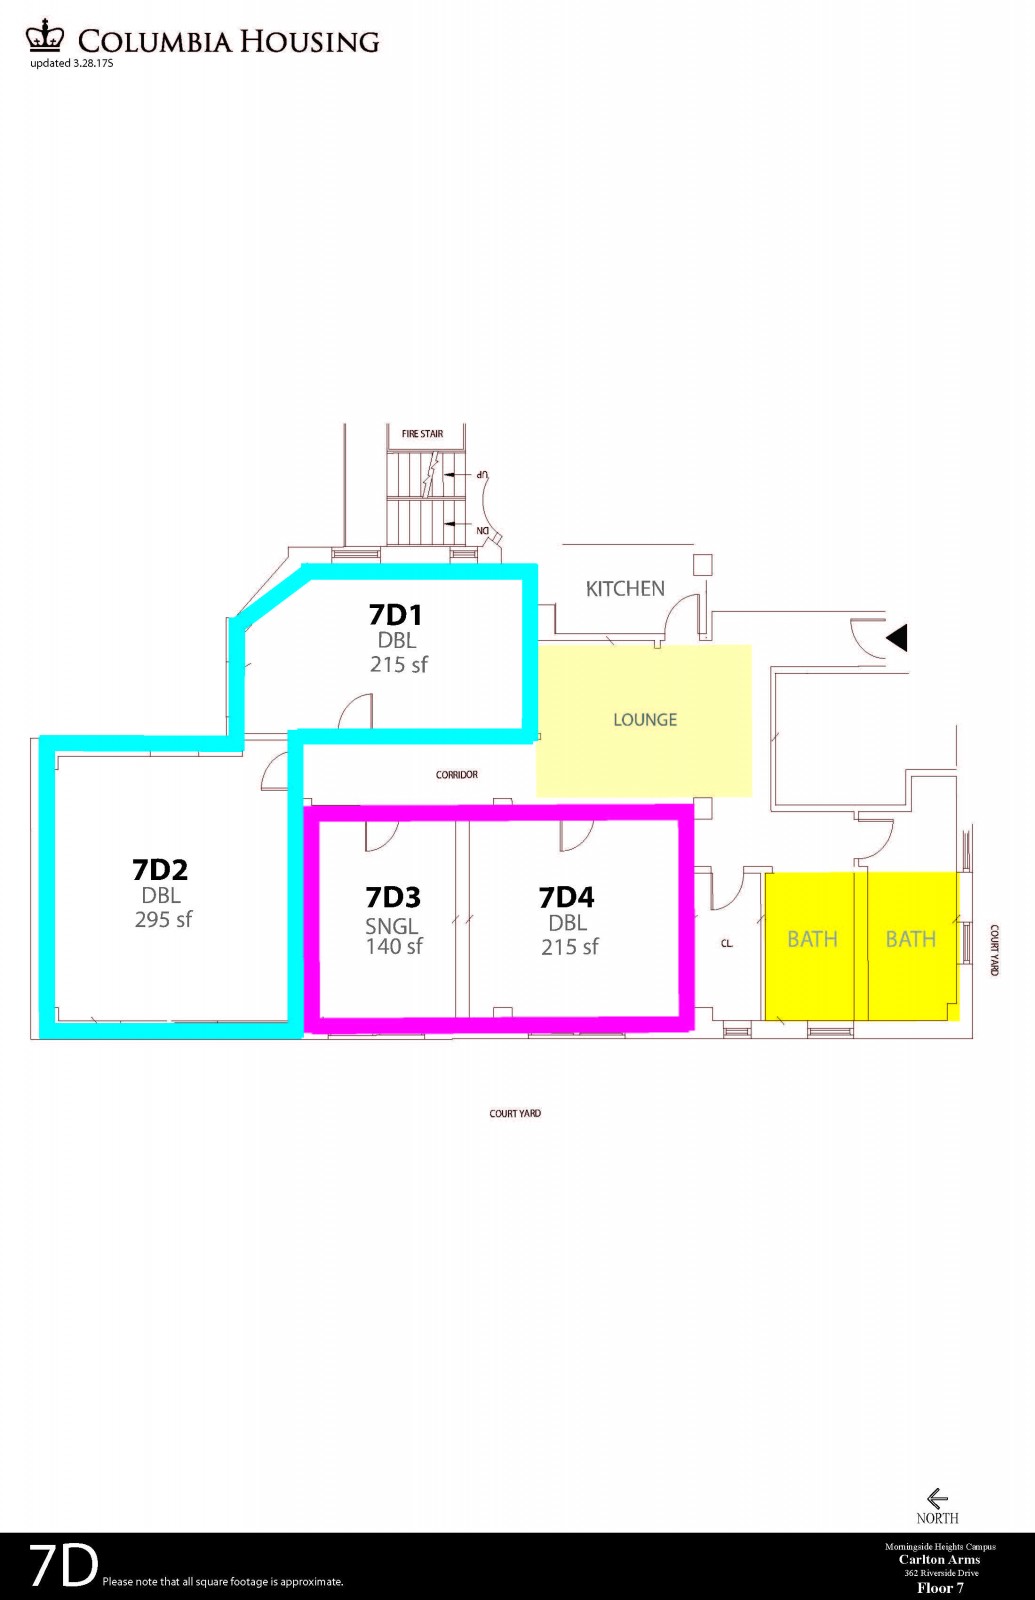 COLUMBIA HOUSING
updated 3.28.17S
FIRE STAIR
UP
DN
KITCHEN
7D1
DBL
215 sf
LOUNGE
CORRIDOR
7D2
DBL
295 sf
7D3
SNGL
140 sf
7D4
DBL
215 sf
CL
BATH
BATH
COURT YARD
COURT YARD
NORTH
7D
Please note that all square footage is approximate.
Morningside Heights Campus
Carlton Arms
362 Riverside Drive
Floor 7